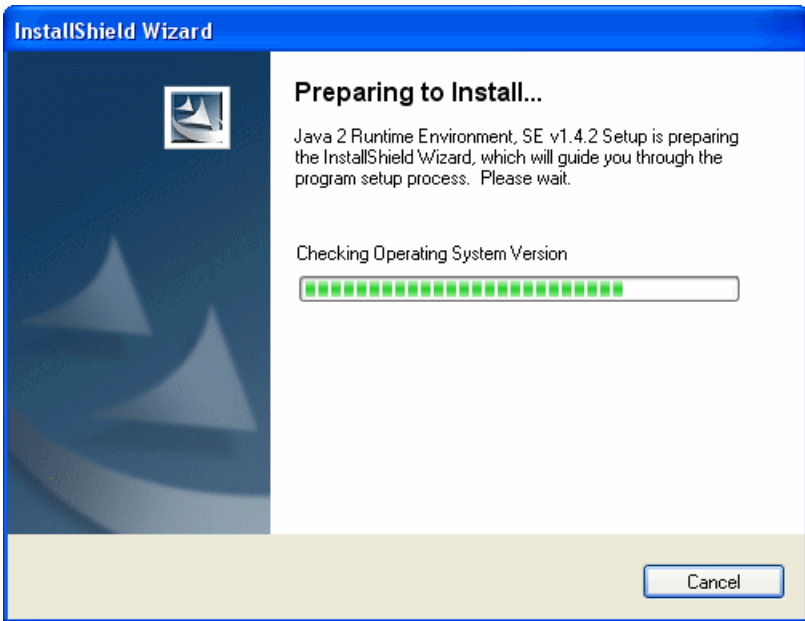 InstallShield Wizard
Preparing to Install...
Java 2 Runtime Environment, SE v1.4.2 Setup is preparing
the InstallShield Wizard, which will guide you through the
program setup process.  Please wait.
Checking Operating System Version
Cancel